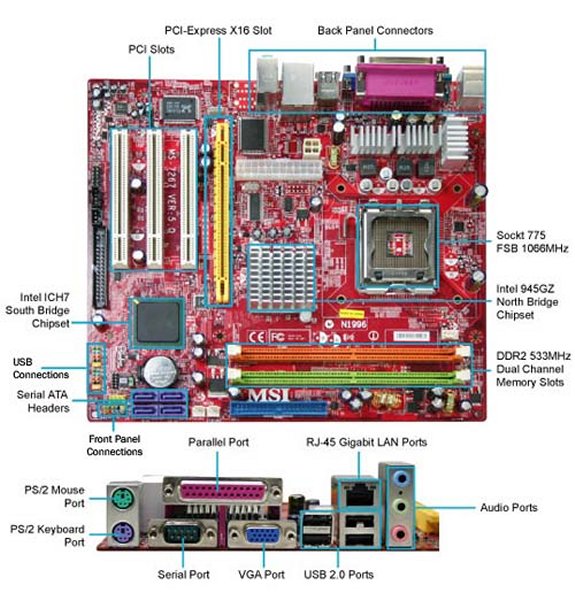 PCI-Express X16 Slot
Back Panel Connectors
PCI Slots
MS 7267 VER:5.0
Sockt 775
FSB 1066MHz
Intel 945GZ
North Bridge
Chipset
Intel ICH7
South Bridge
Chipset
CE FC N1996
USB
Connections
DDR2 533MHz
Dual Channel
Memory Slots
Serial ATA
Headers
MSI
Front Panel
Connections
Parallel Port
RJ-45 Gigabit LAN Ports
PS/2 Mouse
Port
Audio Ports
PS/2 Keyboard
Port
Serial Port
VGA Port
USB 2.0 Ports